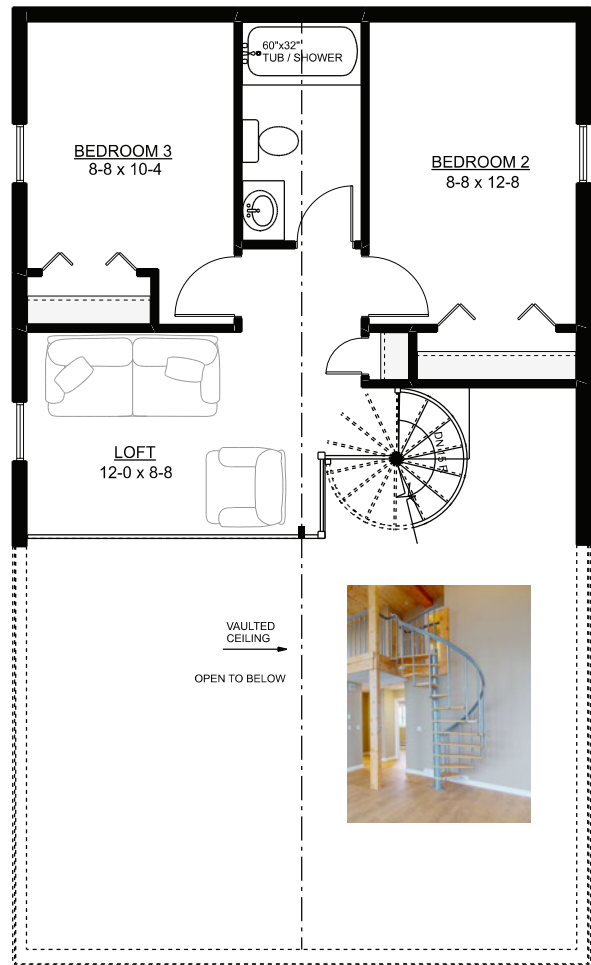 60"x32"
TUB / SHOWER
BEDROOM 3
8-8 x 10-4
BEDROOM 2
8-8 x 12-8
LOFT
12-0 x 8-8
DN 15 R
VAULTED
CEILING
OPEN TO BELOW